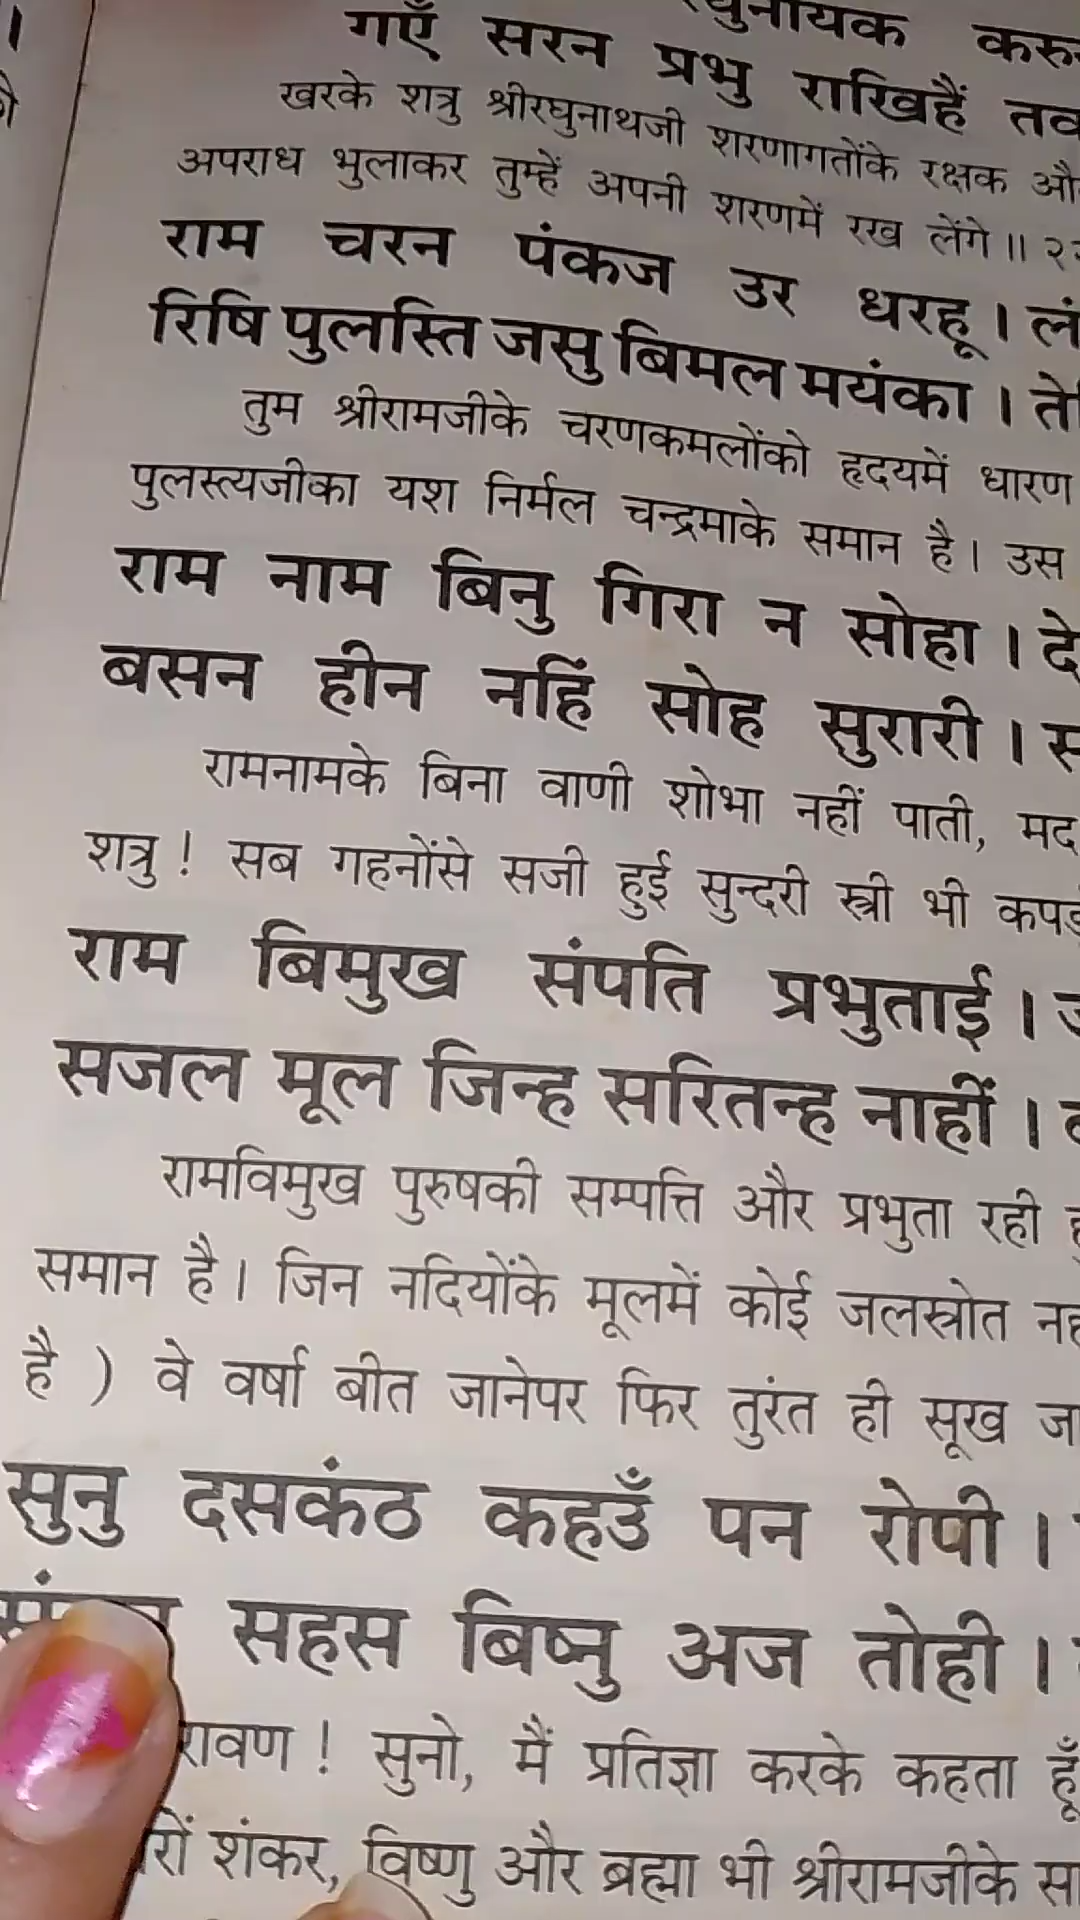 गएँ सरन प्रभु राखिहैं तव
खरके शत्रु श्रीरघुनाथजी शरणागतोंके रक्षक
अपराध भुलाकर तुम्हें अपनी शरणमें रख लेंगे॥
राम चरन पंकज उर धरहू।
रिषि पुलस्ति जसु बिमल मयंका।
तुम श्रीरामजीके चरणकमलोंको हृदयमें धारण
पुलस्त्यजीका यश निर्मल चन्द्रमाके समान है। उस
राम नाम बिनु गिरा न सोहा।
बसन हीन नहिं सोह सुरारी।
रामनामके बिना वाणी शोभा नहीं पाती, मद
शत्रु! सब गहनोंसे सजी हुई सुन्दरी स्त्री भी
राम बिमुख संपति प्रभुताई।
सजल मूल जिन्ह सरितन्ह नाहीं।
रामविमुख पुरुषकी सम्पत्ति और प्रभुता रही
समान है। जिन नदियोंके मूलमें कोई जलस्रोत
है ) वे वर्षा बीत जानेपर फिर तुरंत ही सूख
सुनु दसकंठ कहउँ पन रोपी।
सहस बिष्नु अज तोही।
रावण! सुनो, मैं प्रतिज्ञा करके कहता हूँ
शंकर, विष्णु और ब्रह्मा भी श्रीरामजीके